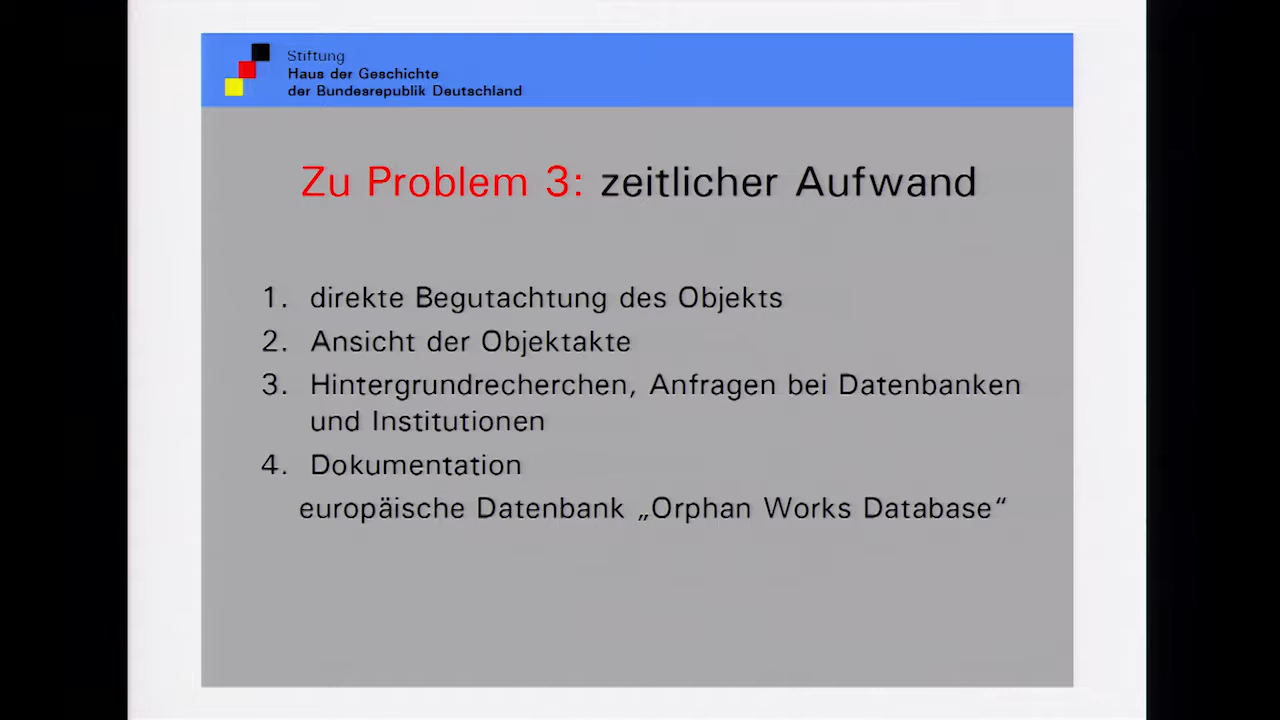 Stiftung
Haus der Geschichte
der Bundesrepublik Deutschland
Zu Problem 3: zeitlicher Aufwand
1. direkte Begutachtung des Objekts
2. Ansicht der Objektakte
3. Hintergrundrecherchen, Anfragen bei Datenbanken
und Institutionen
4. Dokumentation
europäische Datenbank „Orphan Works Database“